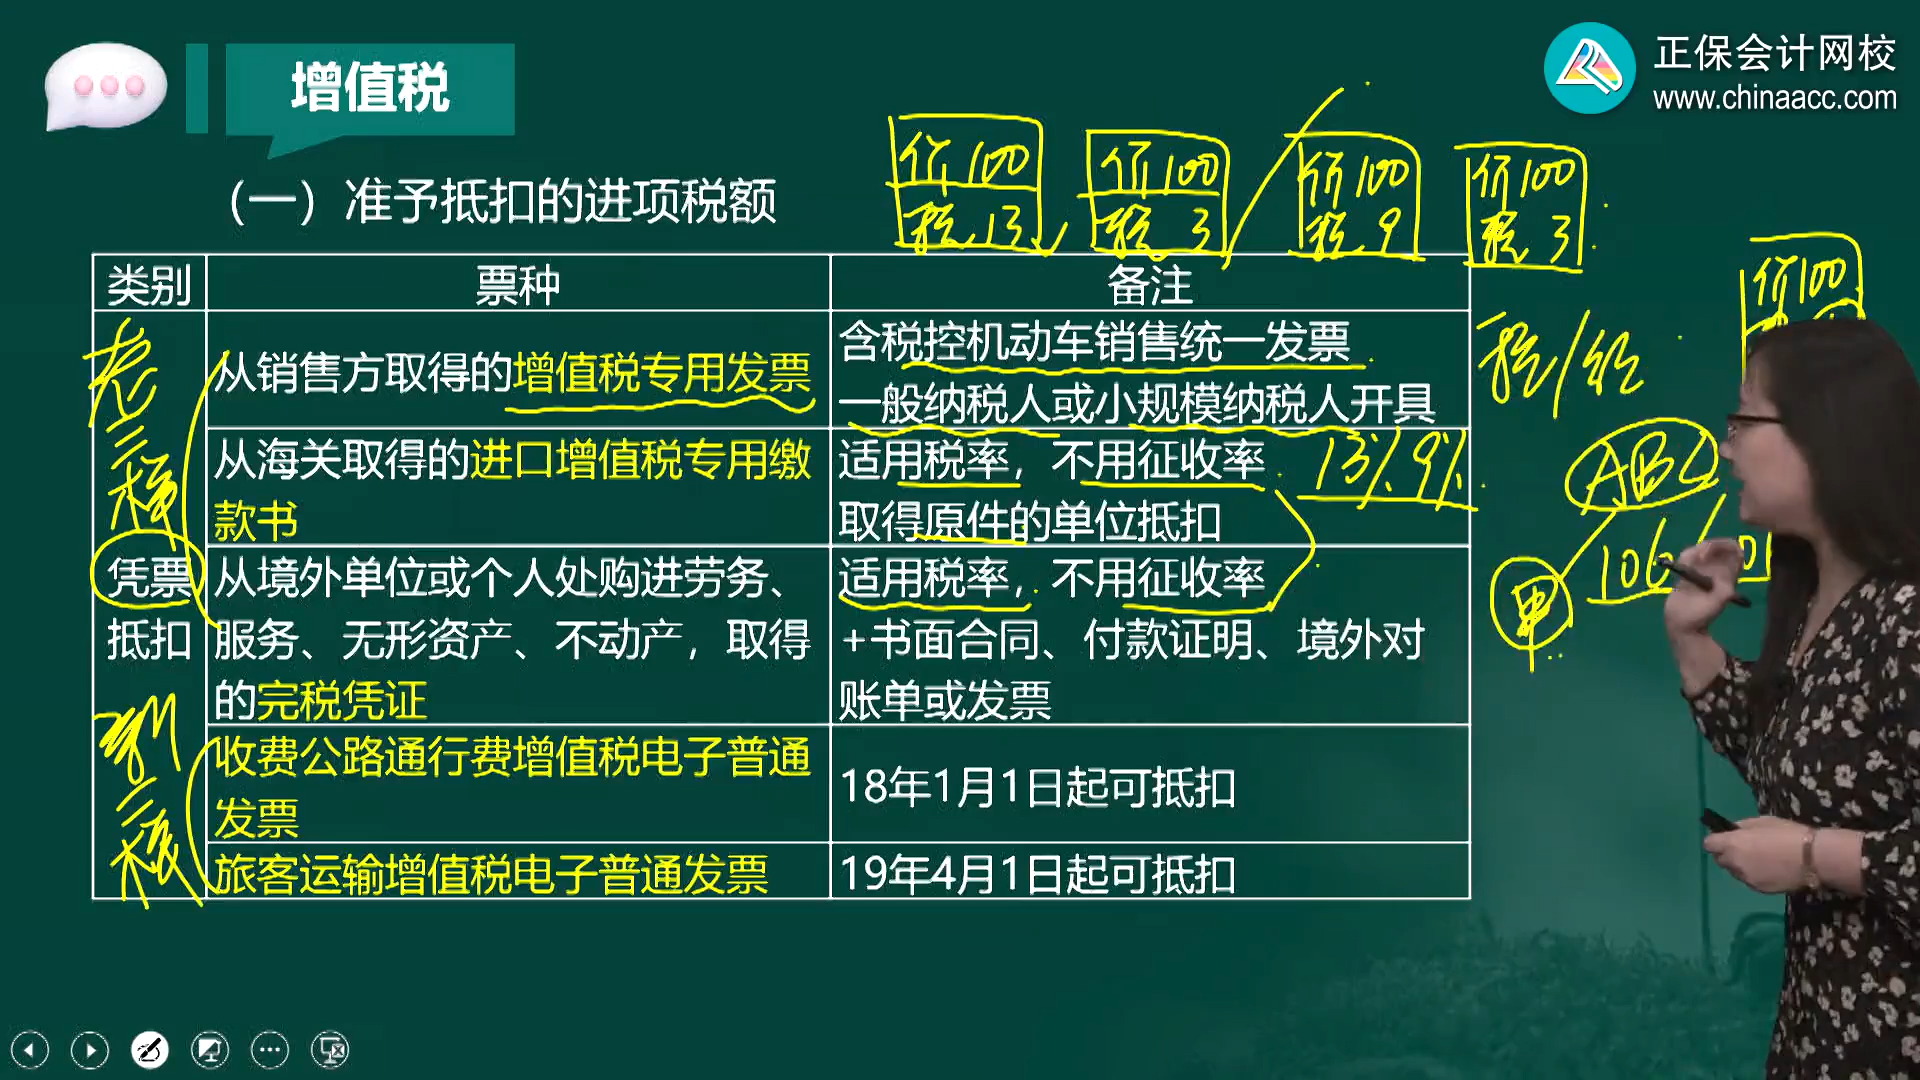 正保会计网校
www.chinaacc.com
增值税
（一）准予抵扣的进项税额
价100
税13
价100
税 3
价100
税 9
价100
税 3
价100
类别
票种
备注
老三样
凭票
抵扣
新二样
从销售方取得的增值税专用发票
含税控机动车销售统一发票
一般纳税人或小规模纳税人开具
从海关取得的进口增值税专用缴
款书
适用税率，不用征收率
13% 9%
取得原件的单位抵扣
从境外单位或个人处购进劳务、
服务、无形资产、不动产，取得
的完税凭证
适用税率，不用征收率
+书面合同、付款证明、境外对
账单或发票
收费公路通行费增值税电子普通
发票
18年1月1日起可抵扣
旅客运输增值税电子普通发票
19年4月1日起可抵扣
ABC
甲